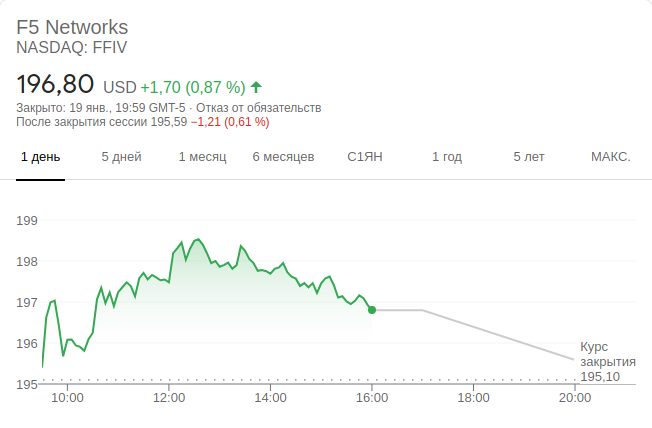 F5 Networks
NASDAQ: FFIV
196,80 USD +1,70 (0,87 %)
Закрыто: 19 янв., 19:59 GMT-5 · Отказ от обязательств
После закрытия сессии 195,59 −1,21 (0,61 %)
1 день 5 дней 1 месяц 6 месяцев С1ЯН 1 год 5 лет МАКС.
199
198
197
196
195
Курс
закрытия
195,10
10:00 12:00 14:00 16:00 18:00 20:00